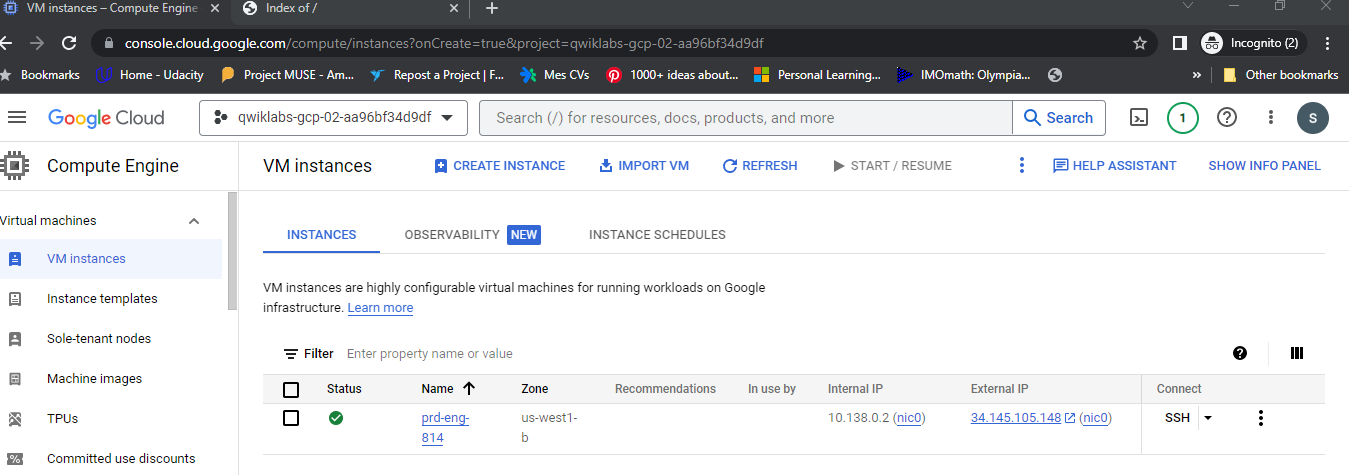 VM instances – Compute Engine
Index of /
console.cloud.google.com/compute/instances?onCreate=true&project=qwiklabs-gcp-02-aa96bf34d9df
Incognito (2)
Bookmarks
Home - Udacity
Project MUSE - Am...
Repost a Project | F...
Mes CVs
1000+ ideas about...
Personal Learning...
IMOmath: Olympia...
»
Other bookmarks
Google Cloud
qwiklabs-gcp-02-aa96bf34d9df
Search (/) for resources, docs, products, and more
Search
1
S
Compute Engine
VM instances
CREATE INSTANCE
IMPORT VM
REFRESH
START / RESUME
HELP ASSISTANT
SHOW INFO PANEL
Virtual machines
VM instances
Instance templates
Sole-tenant nodes
Machine images
TPUs
Committed use discounts
INSTANCES
OBSERVABILITY NEW
INSTANCE SCHEDULES
VM instances are highly configurable virtual machines for running workloads on Google
infrastructure. Learn more
Filter Enter property name or value
Status Name Zone Recommendations In use by Internal IP External IP Connect
prd-eng-
814
us-west1-
b
10.138.0.2 (nic0)
34.145.105.148 (nic0)
SSH